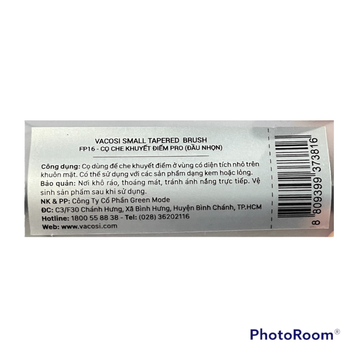 VACOSI SMALL TAPERED BRUSH
FP16 - CỌ CHE KHUYẾT ĐIỂM PRO (ĐẦU NHỌN)
Công dụng: Cọ dùng để che khuyết điểm ở vùng có diện tích nhỏ trên
khuôn mặt. Có thể sử dụng với các sản phẩm dạng kem hoặc lỏng.
Bảo quản: Nơi khô ráo, thoáng mát, tránh ánh nắng trực tiếp. Vệ
sinh sản phẩm sau khi sử dụng.
NK & PP: Công Ty Cổ Phần Green Mode
ĐC: C3/F30 Chánh Hưng, Xã Bình Hưng, Huyện Bình Chánh, TP.HCM
Hotline: 1800 55 88 38 - Tel: (028) 36202116
Web: www.vacosi.com
8 809399 373816
PhotoRoom®